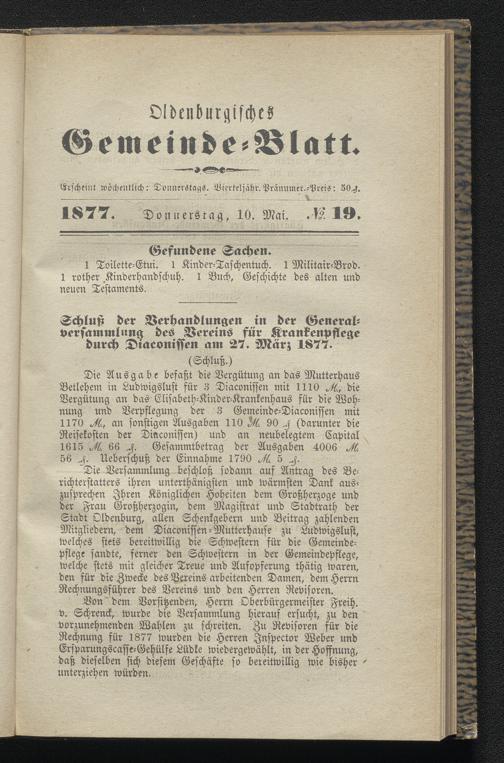 Oldenburgisches
Gemeinde-Blatt.
Erscheint wöchentlich: Donnerstags. Vierteljähr. Pränumer.-Preis: 50 ₰.
1877. Donnerstag, 10. Mai. № 19.
Gefundene Sachen.
1 Toilette-Etui. 1 Kinder-Taschentuch. 1 Militair-Brod.
1 rother Kinderhandschuh. 1 Buch, Geschichte des alten und
neuen Testaments.
Schluß der Verhandlungen in der General-
versammlung des Vereins für Krankenpflege
durch Diaconissen am 27. März 1877.
(Schluß.)
Die Ausgabe befaßt die Vergütung an das Mutterhaus
Betlehem in Ludwigslust für 3 Diaconissen mit 1110 ℳ, die
Vergütung an das Elisabeth-Kinder-Krankenhaus für die Woh-
nung und Verpflegung der 3 Gemeinde-Diaconissen mit
1170 ℳ, an sonstigen Ausgaben 110 ℳ 90 ₰ (darunter die
Reisekosten der Diaconissen) und an neubelegtem Capital
1615 ℳ 66 ₰. Gesammtbetrag der Ausgaben 4006 ℳ
56 ₰. Ueberschuß der Einnahme 1790 ℳ 5 ₰.
Die Versammlung beschloß sodann auf Antrag des Be-
richterstatters ihren unterthänigsten und wärmsten Dank aus-
zusprechen Ihren Königlichen Hoheiten dem Großherzoge und
der Frau Großherzogin, dem Magistrat und Stadtrath der
Stadt Oldenburg, allen Schenkgebern und Beitrag zahlenden
Mitgliedern, dem Diaconissen-Mutterhause zu Ludwigslust,
welches stets bereitwillig die Schwestern für die Gemeinde-
pflege sandte, ferner den Schwestern in der Gemeindepflege,
welche stets mit gleicher Treue und Aufopferung thätig waren,
den für die Zwecke des Vereins arbeitenden Damen, dem Herrn
Rechnungsführer des Vereins und den Herren Revisoren.
Von dem Vorsitzenden, Herrn Oberbürgermeister Freih.
v. Schrenck, wurde die Versammlung hierauf ersucht, zu den
vorzunehmenden Wahlen zu schreiten. Zu Revisoren für die
Rechnung für 1877 wurden die Herren Inspector Weber und
Ersparungscasse-Gehülfe Lüdke wiedergewählt, in der Hoffnung,
daß dieselben sich diesem Geschäfte so bereitwillig wie bisher
unterziehen würden.